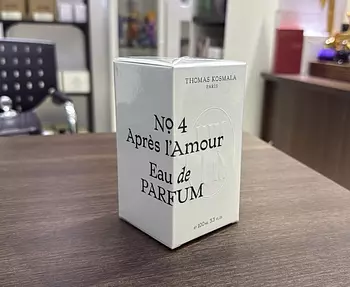 THOMAS KOSMALA
PARIS
No 4
Après l'Amour
Eau de
PARFUM